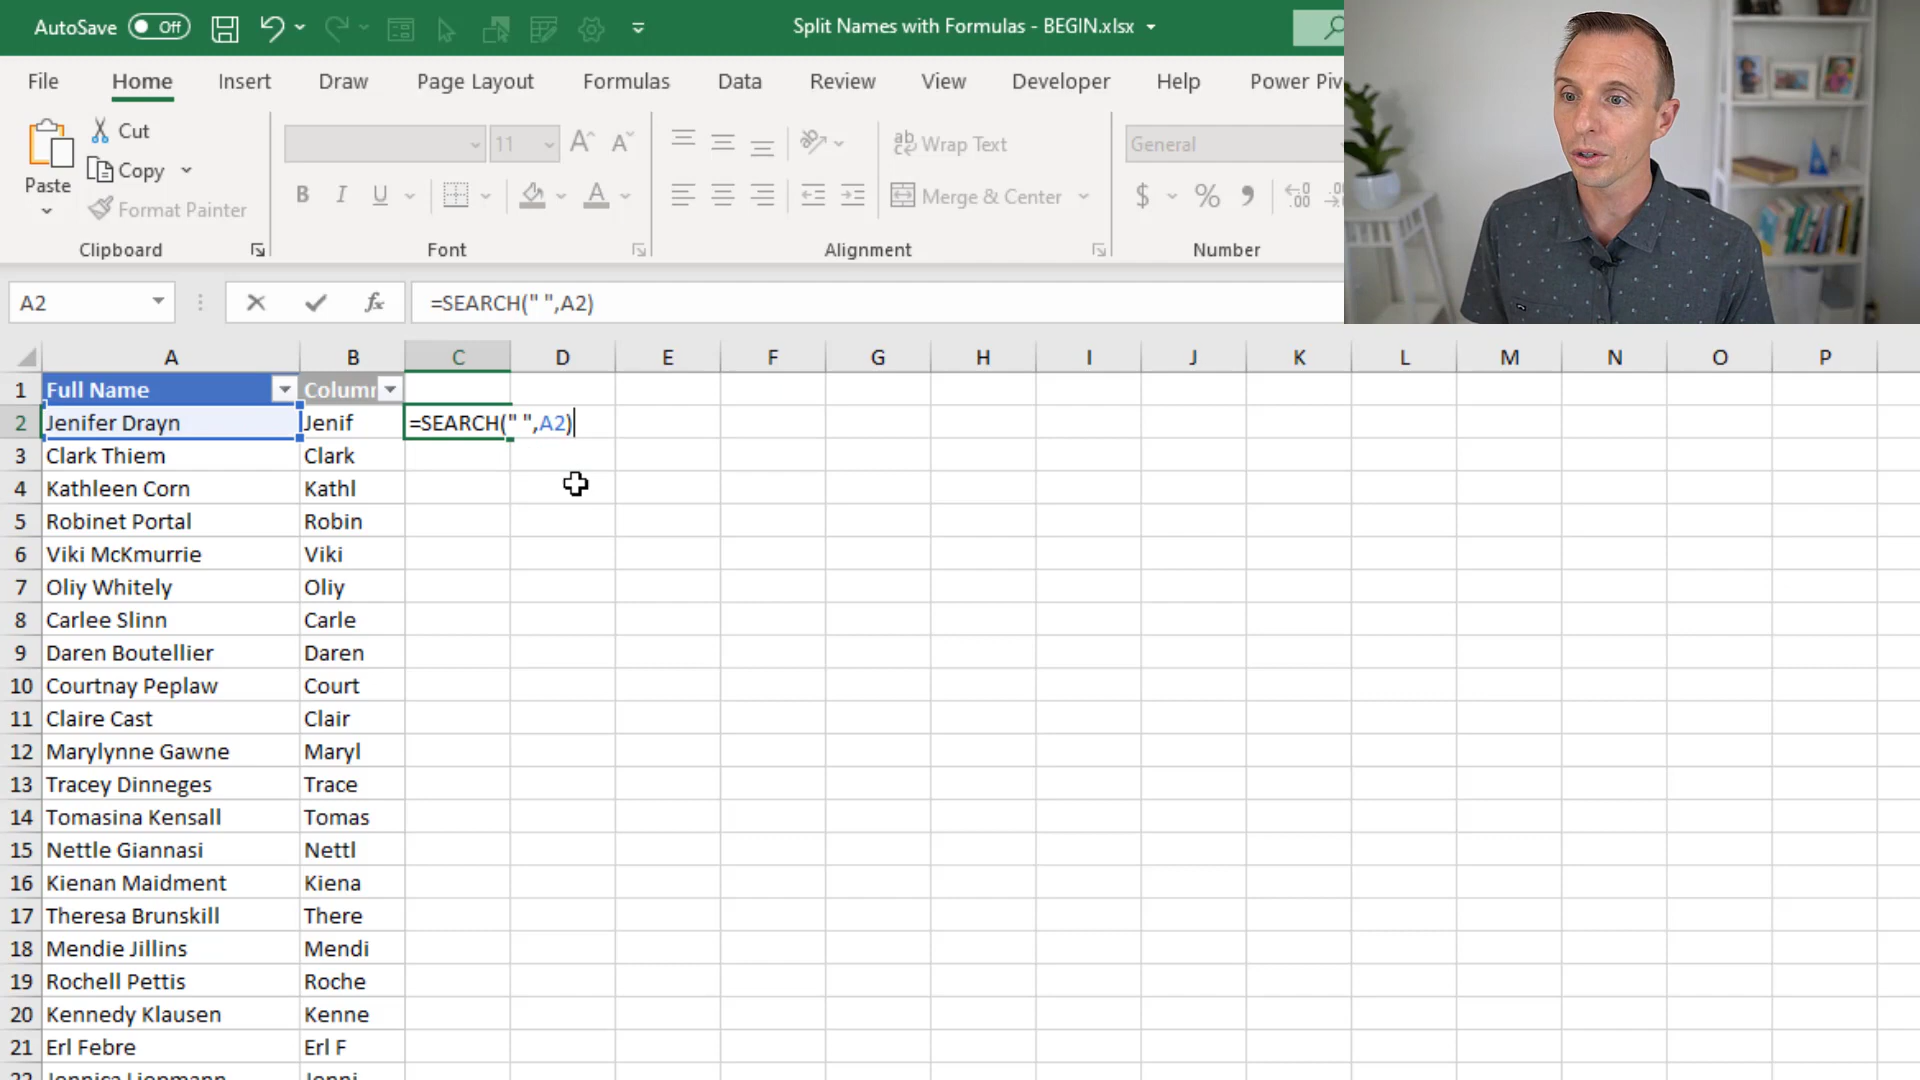 AutoSave Off Split Names with Formulas - BEGIN.xlsx
File Home Insert Draw Page Layout Formulas Data Review View Developer Help Power Piv
Paste
Cut
Copy
Format Painter
11
B I U A
ab Wrap Text
Merge & Center
General
$ %
Clipboard Font Alignment Number
A2 fx =SEARCH(" ",A2)
A B C D E F G H I J K L M N O P
1 Full Name Colum
2 Jenifer Drayn Jenif =SEARCH(" ",A2)
3 Clark Thiem Clark
4 Kathleen Corn Kathl
5 Robinet Portal Robin
6 Viki McKmurrie Viki
7 Oliy Whitely Oliy
8 Carlee Slinn Carle
9 Daren Boutellier Daren
10 Courtnay Peplaw Court
11 Claire Cast Clair
12 Marylynne Gawne Maryl
13 Tracey Dinneges Trace
14 Tomasina Kensall Tomas
15 Nettle Giannasi Nettl
16 Kienan Maidment Kiena
17 Theresa Brunskill There
18 Mendie Jillins Mendi
19 Rochell Pettis Roche
20 Kennedy Klausen Kenne
21 Erl Febre Erl F